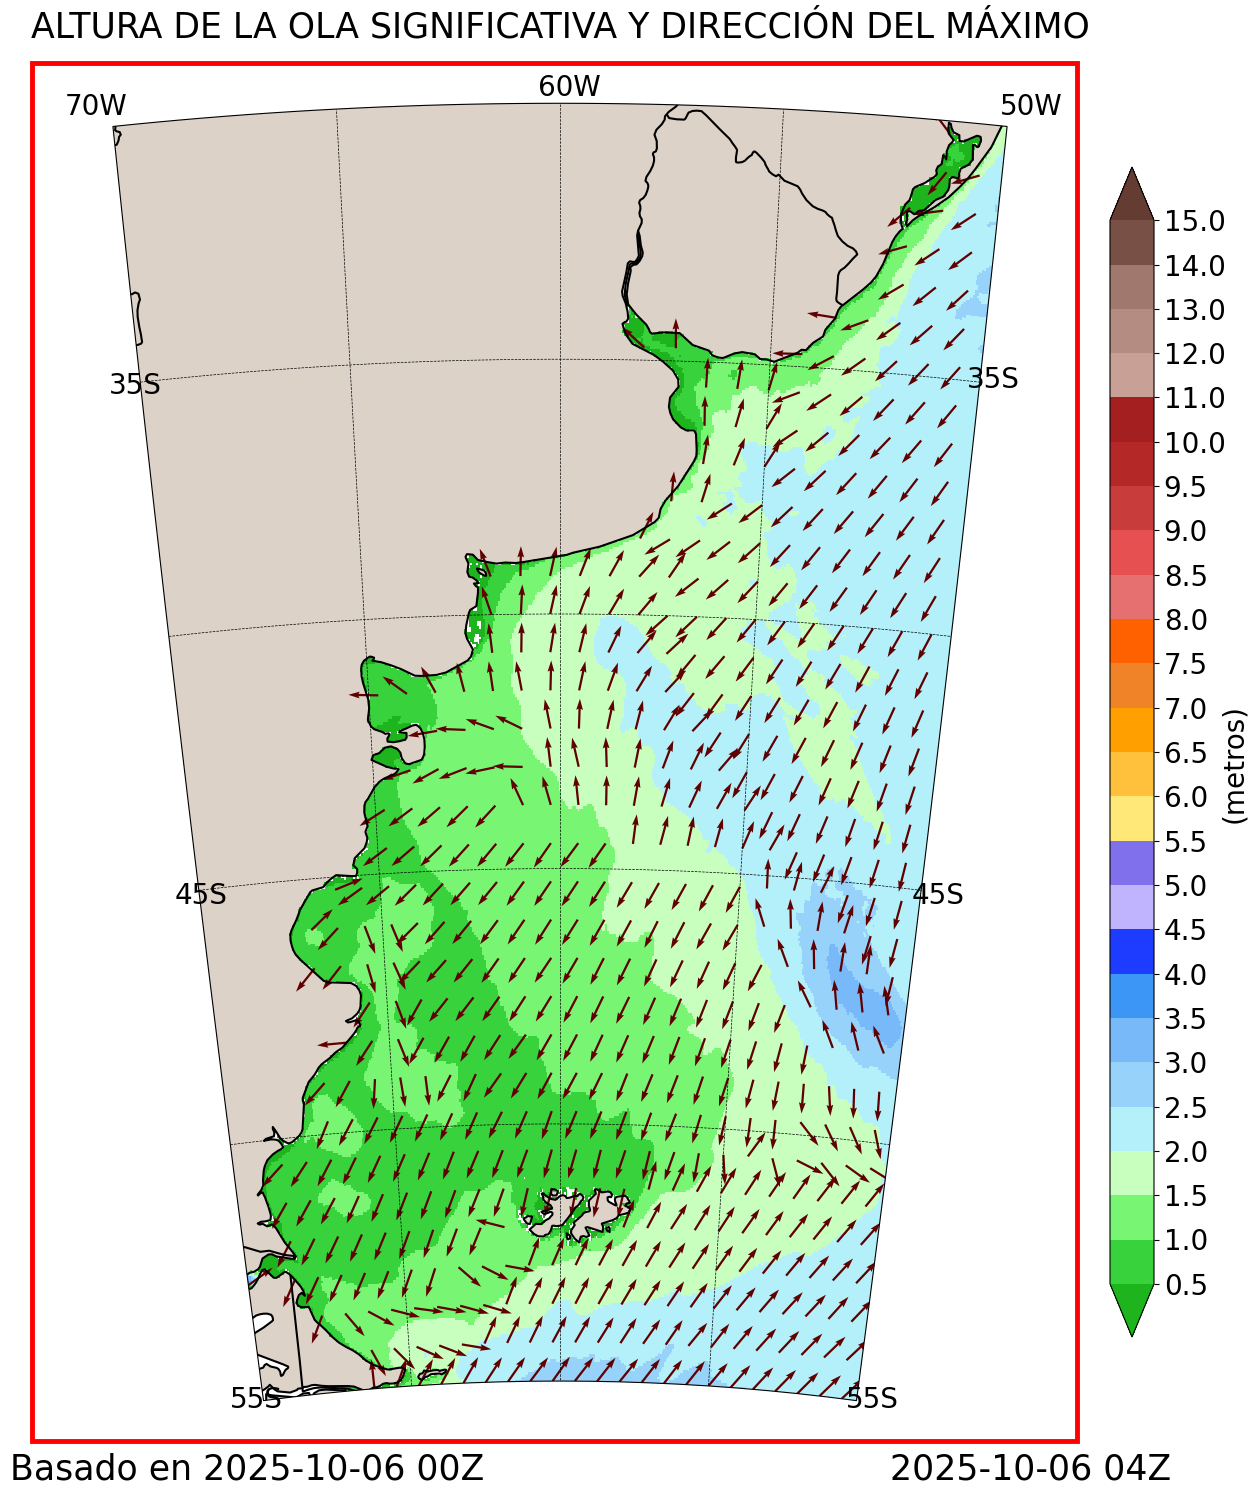 ALTURA DE LA OLA SIGNIFICATIVA Y DIRECCIÓN DEL MÁXIMO
70W
60W
50W
35S
35S
45S
45S
55S
55S
15.0
14.0
13.0
12.0
11.0
10.0
9.5
9.0
8.5
8.0
7.5
7.0
6.5
6.0
5.5
5.0
4.5
4.0
3.5
3.0
2.5
2.0
1.5
1.0
0.5
(metros)
Basado en 2025-10-06 00Z
2025-10-06 04Z